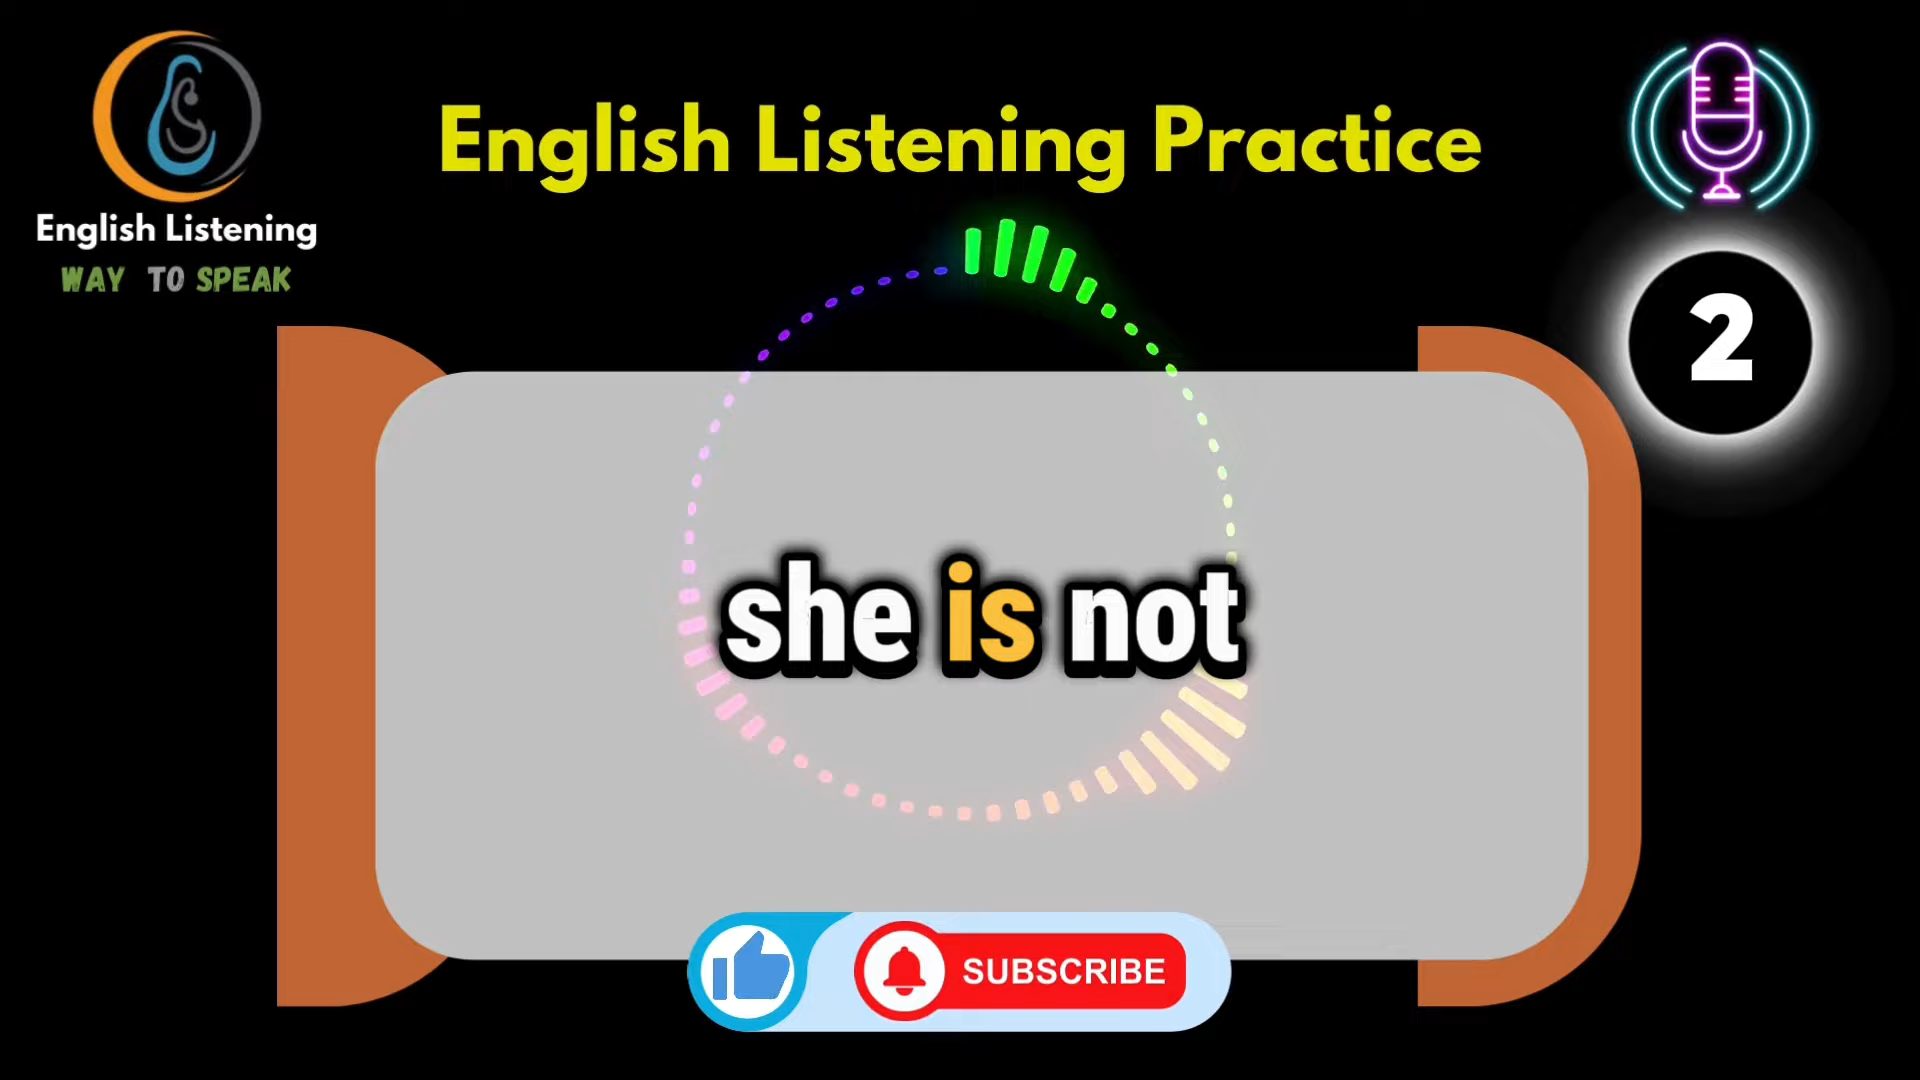 English Listening Practice
English Listening
WAY TO SPEAK
2
she is not
SUBSCRIBE